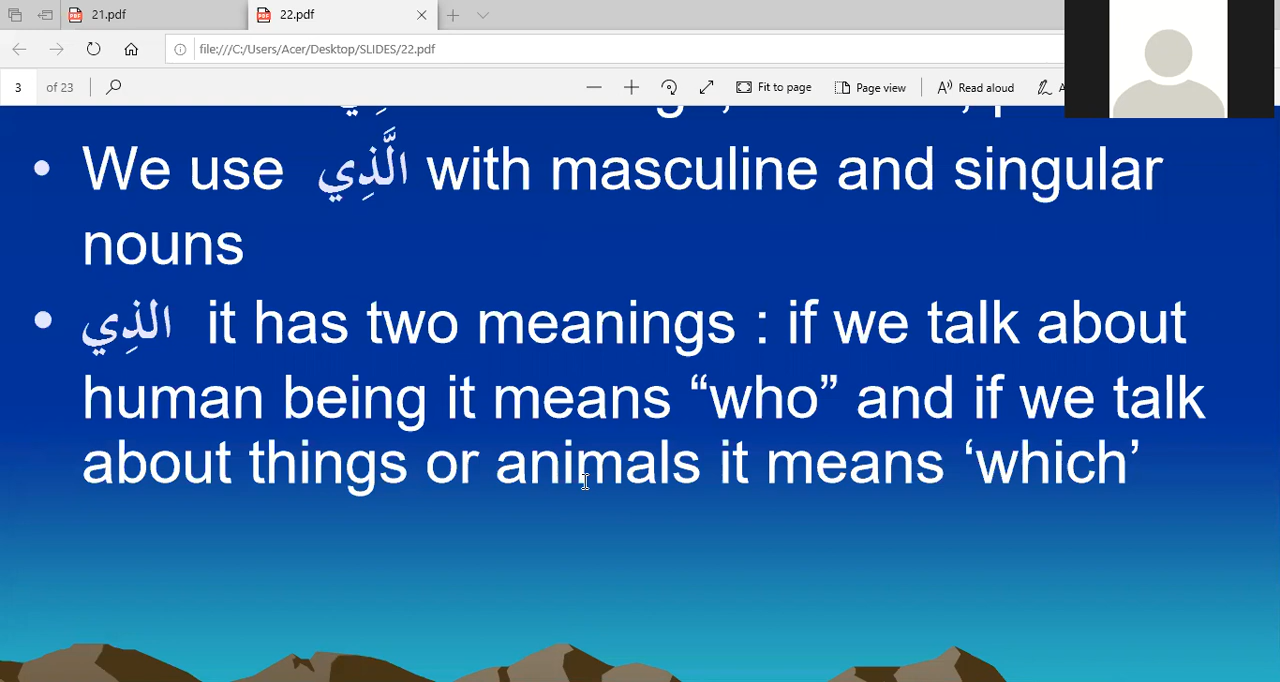 21.pdf
22.pdf
file:///C:/Users/Acer/Desktop/SLIDES/22.pdf
3 of 23
Fit to page
Page view
Read aloud
• We use الَّذِي with masculine and singular
nouns
• الذِي it has two meanings : if we talk about
human being it means “who” and if we talk
about things or animals it means ‘which’